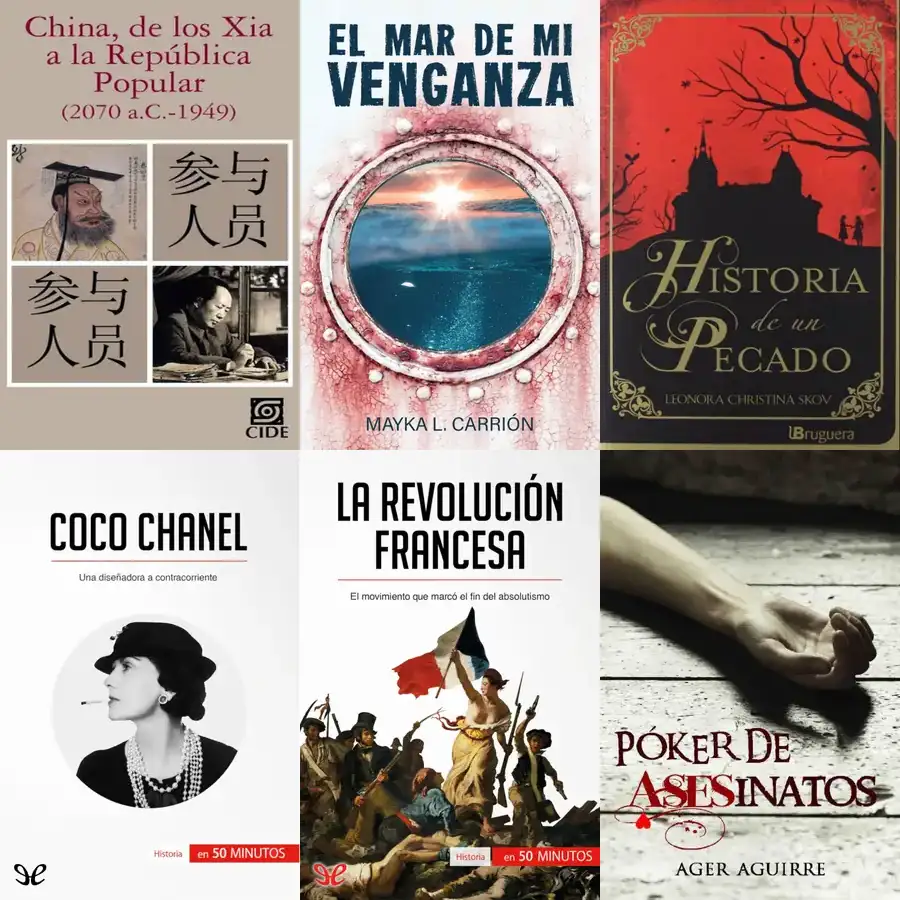 China, de los Xia
a la República
Popular
(2070 a.C.-1949)
参与
人员
参与
人员
CIDE
EL MAR DE MI
VENGANZA
MAYKA L. CARRIÓN
HISTORIA
de un
PECADO
LEONORA CHRISTINA SKOV
Bruguera
COCO CHANEL
Una diseñadora a contracorriente
Historia en 50 MINUTOS
LA REVOLUCIÓN
FRANCESA
El movimiento que marcó el fin del absolutismo
Historia en 50 MINUTOS
PÓKER DE
ASESINATOS
AGER AGUIRRE